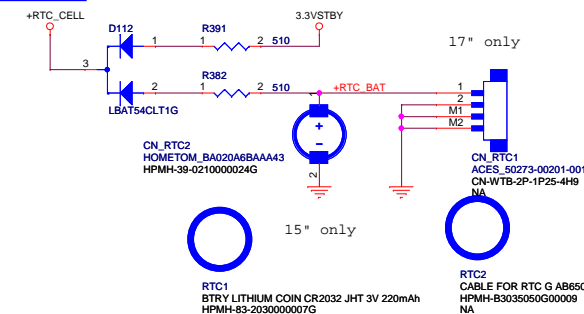 +RTC_CELL
D112
R391
3.3VSTBY
1
1
2
510
17" only
3
R382
2
1
2
510
+RTC_BAT
1
1
2
M1
M2
LBAT54CLT1G
CN_RTC2
HOMETOM_BA020A6BAAA43
HPMH-39-0210000024G
+
−
2
CN_RTC1
ACES_50273-00201-001
CN-WTB-2P-1P25-4H9
NA
15" only
RTC1
BTRY LITHIUM COIN CR2032 JHT 3V 220mAh
HPMH-83-2030000007G
RTC2
CABLE FOR RTC G AB650
HPMH-B3035050G00009
NA